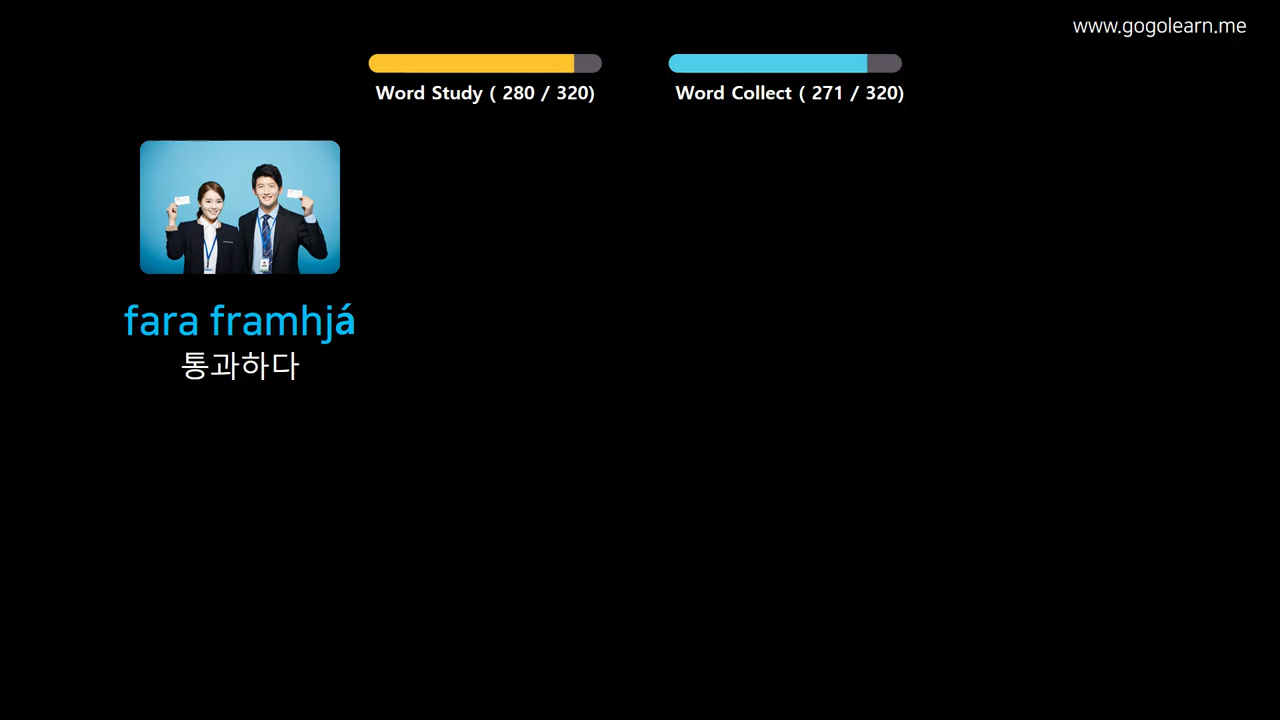 www.gogolearn.me
Word Study ( 280 / 320)
Word Collect ( 271 / 320)
fara framhjá
통과하다